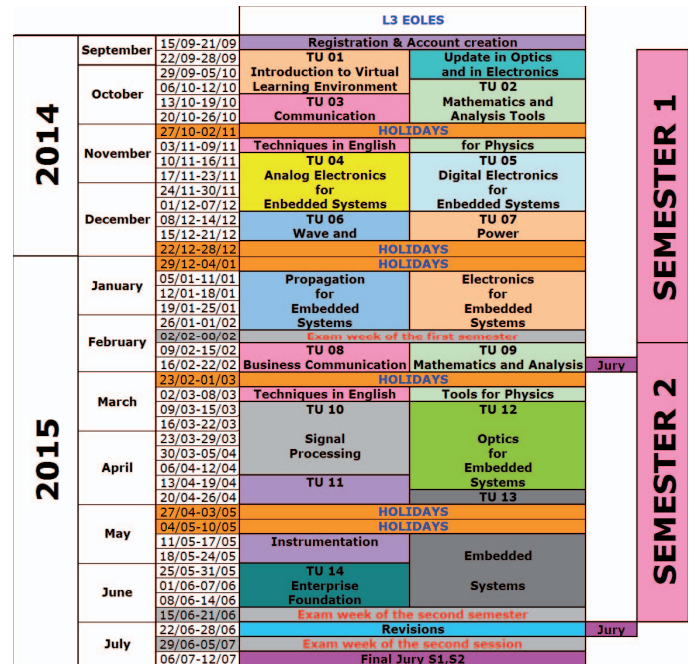 L3 EOLES
2014
September
15/09-21/09 Registration & Account creation
22/09-28/09 TU 01 Update in Optics
29/09-05/10 Introduction to Virtual and in Electronics
October
06/10-12/10 Learning Environment TU 02
13/10-19/10 TU 03 Mathematics and
20/10-26/10 Communication Analysis Tools
27/10-02/11 HOLIDAYS
November
03/11-09/11 Techniques in English for Physics
10/11-16/11 TU 04 TU 05
17/11-23/11 Analog Electronics Digital Electronics
24/11-30/11 for for
December
01/12-07/12 Enbedded Systems Enbedded Systems
08/12-14/12 TU 06 TU 07
15/12-21/12 Wave and Power
22/12-28/12 HOLIDAYS
SEMESTER 1
2015
29/12-04/01 HOLIDAYS
January
05/01-11/01 Propagation Electronics
12/01-18/01 for for
19/01-25/01 Embedded Embedded
26/01-01/02 Systems Systems
February
02/02-00/02 Exam week of the first semester
09/02-15/02 TU 08 TU 09
16/02-22/02 Business Communication Mathematics and Analysis Jury
23/02-01/03 HOLIDAYS
March
02/03-08/03 Techniques in English Tools for Physics
09/03-15/03 TU 10 TU 12
16/03-22/03
23/03-29/03 Signal Optics
30/03-05/04 Processing for
April
06/04-12/04 Embedded
13/04-19/04 TU 11 Systems
20/04-26/04 TU 13
27/04-03/05 HOLIDAYS
04/05-10/05 HOLIDAYS
May
11/05-17/05 Instrumentation
18/05-24/05 Embedded
25/05-31/05 TU 14
June
01/06-07/06 Enterprise Systems
08/06-14/06 Foundation
15/06-21/06 Exam week of the second semester
SEMESTER 2
22/06-28/06 Revisions Jury
July
29/06-05/07 Exam week of the second session
06/07-12/07 Final Jury S1,S2